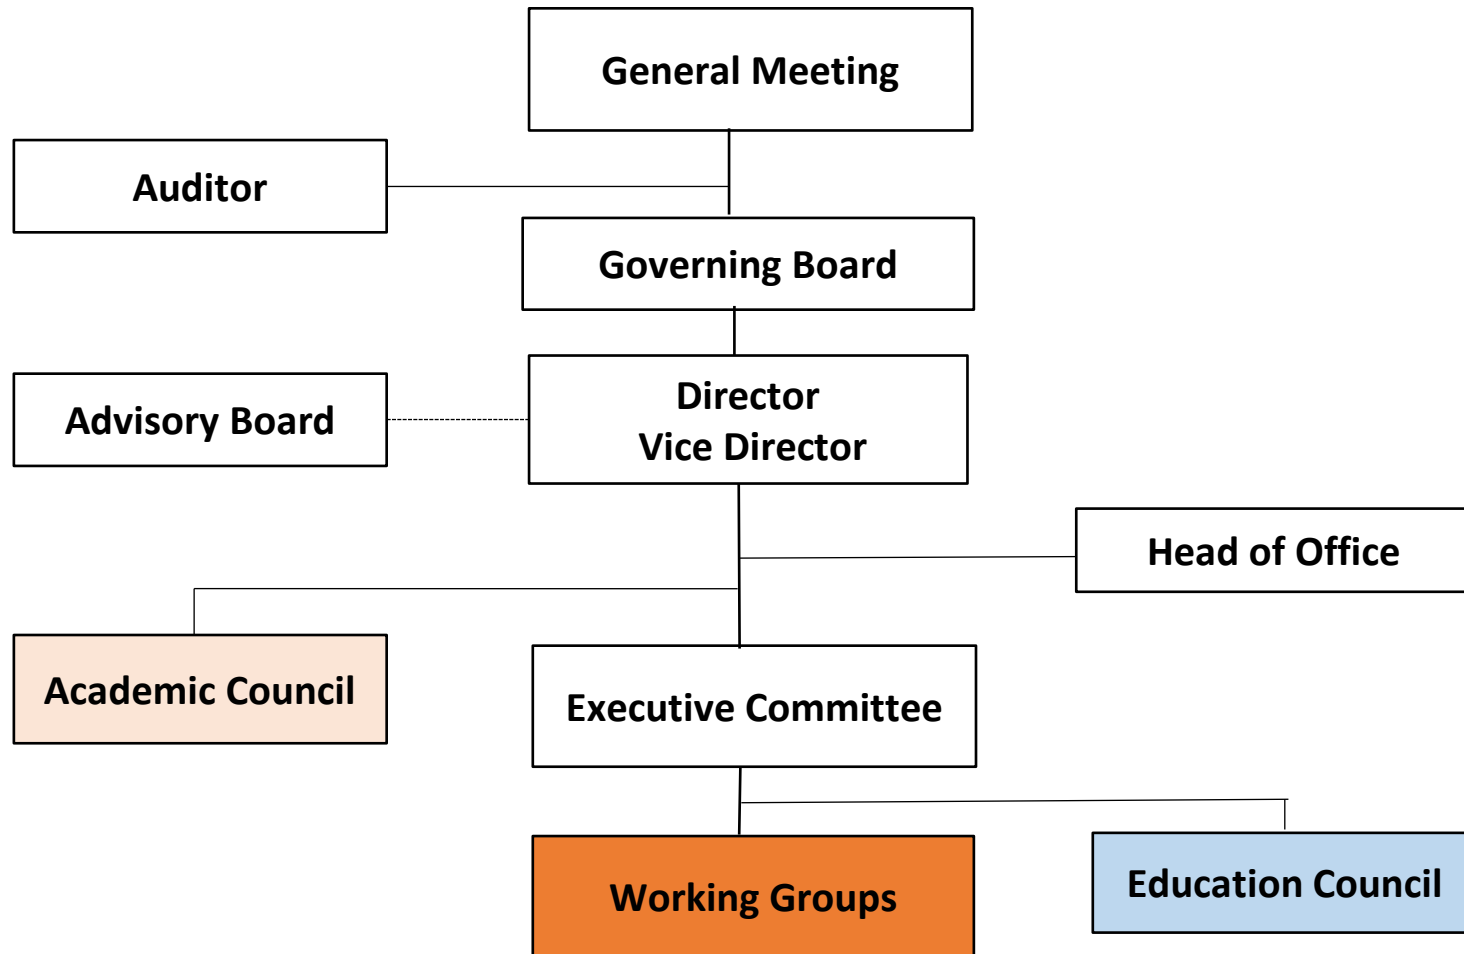 General Meeting
Auditor
Governing Board
Director
Vice Director
Advisory Board
Head of Office
Academic Council
Executive Committee
Working Groups
Education Council